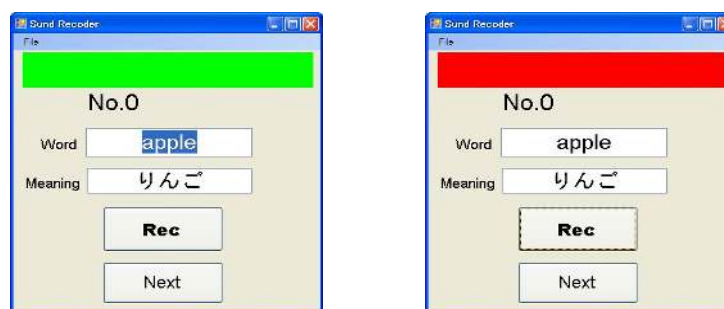 Sund Recoder
File
No.0
Word apple
Meaning りんご
Rec
Next
Sund Recoder
File
No.0
Word apple
Meaning りんご
Rec
Next